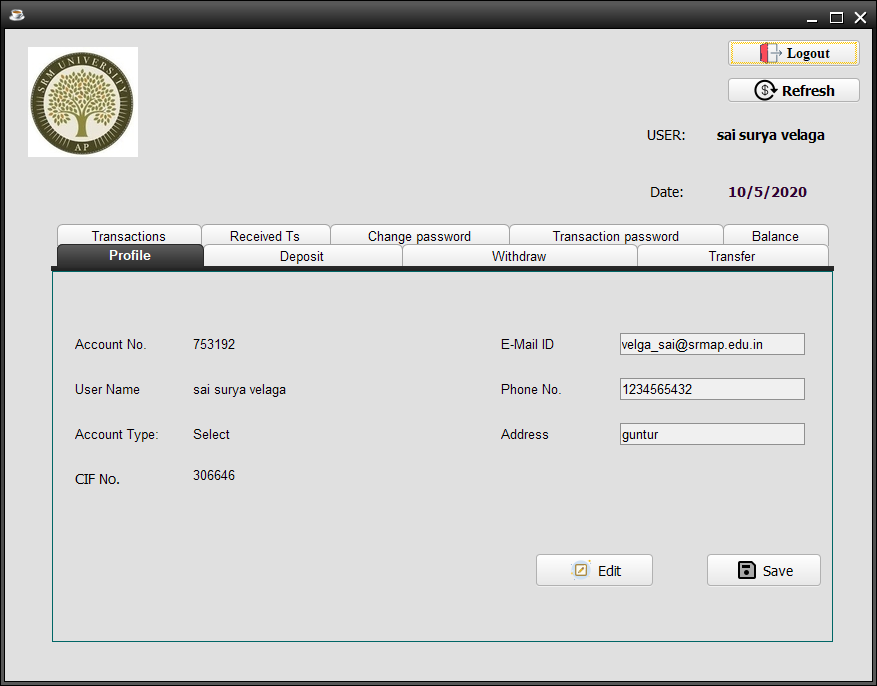 Logout
SRM UNIVERSITY
AP
$ Refresh
USER: sai surya velaga
Date: 10/5/2020
Transactions Received Ts Change password Transaction password Balance
Profile Deposit Withdraw Transfer
Account No. 753192 E-Mail ID velga_sai@srmap.edu.in
User Name sai surya velaga Phone No. 1234565432
Account Type: Select Address guntur
CIF No. 306646
Edit Save